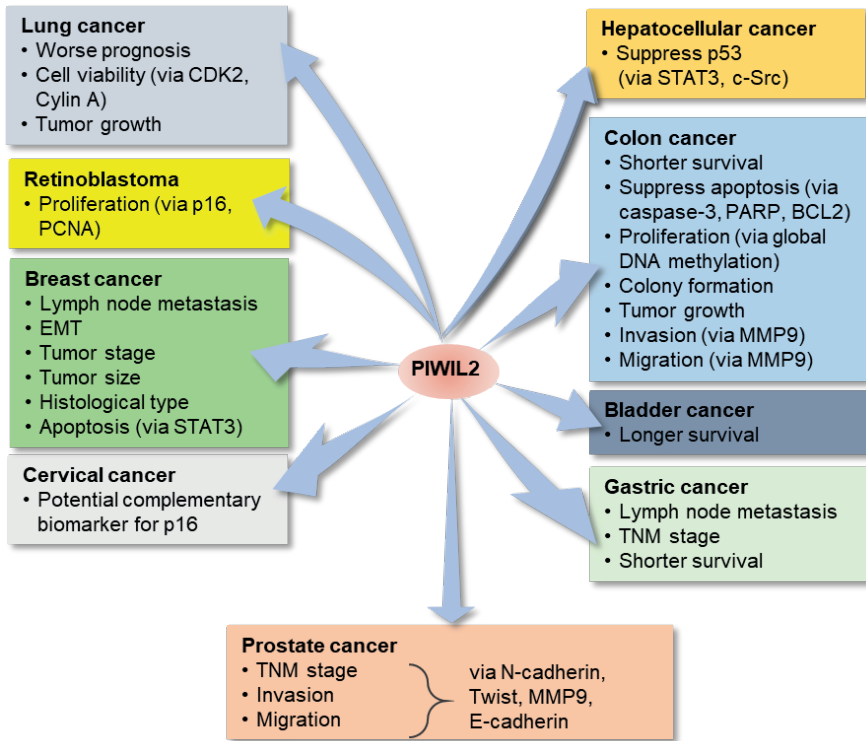 Lung cancer
• Worse prognosis
• Cell viability (via CDK2,
Cylin A)
• Tumor growth
Retinoblastoma
• Proliferation (via p16,
PCNA)
Breast cancer
• Lymph node metastasis
• EMT
• Tumor stage
• Tumor size
• Histological type
• Apoptosis (via STAT3)
Cervical cancer
• Potential complementary
biomarker for p16
PIWIL2
Hepatocellular cancer
• Suppress p53
(via STAT3, c-Src)
Colon cancer
• Shorter survival
• Suppress apoptosis (via
caspase-3, PARP, BCL2)
• Proliferation (via global
DNA methylation)
• Colony formation
• Tumor growth
• Invasion (via MMP9)
• Migration (via MMP9)
Bladder cancer
• Longer survival
Gastric cancer
• Lymph node metastasis
• TNM stage
• Shorter survival
Prostate cancer
• TNM stage
• Invasion
• Migration
via N-cadherin,
Twist, MMP9,
E-cadherin